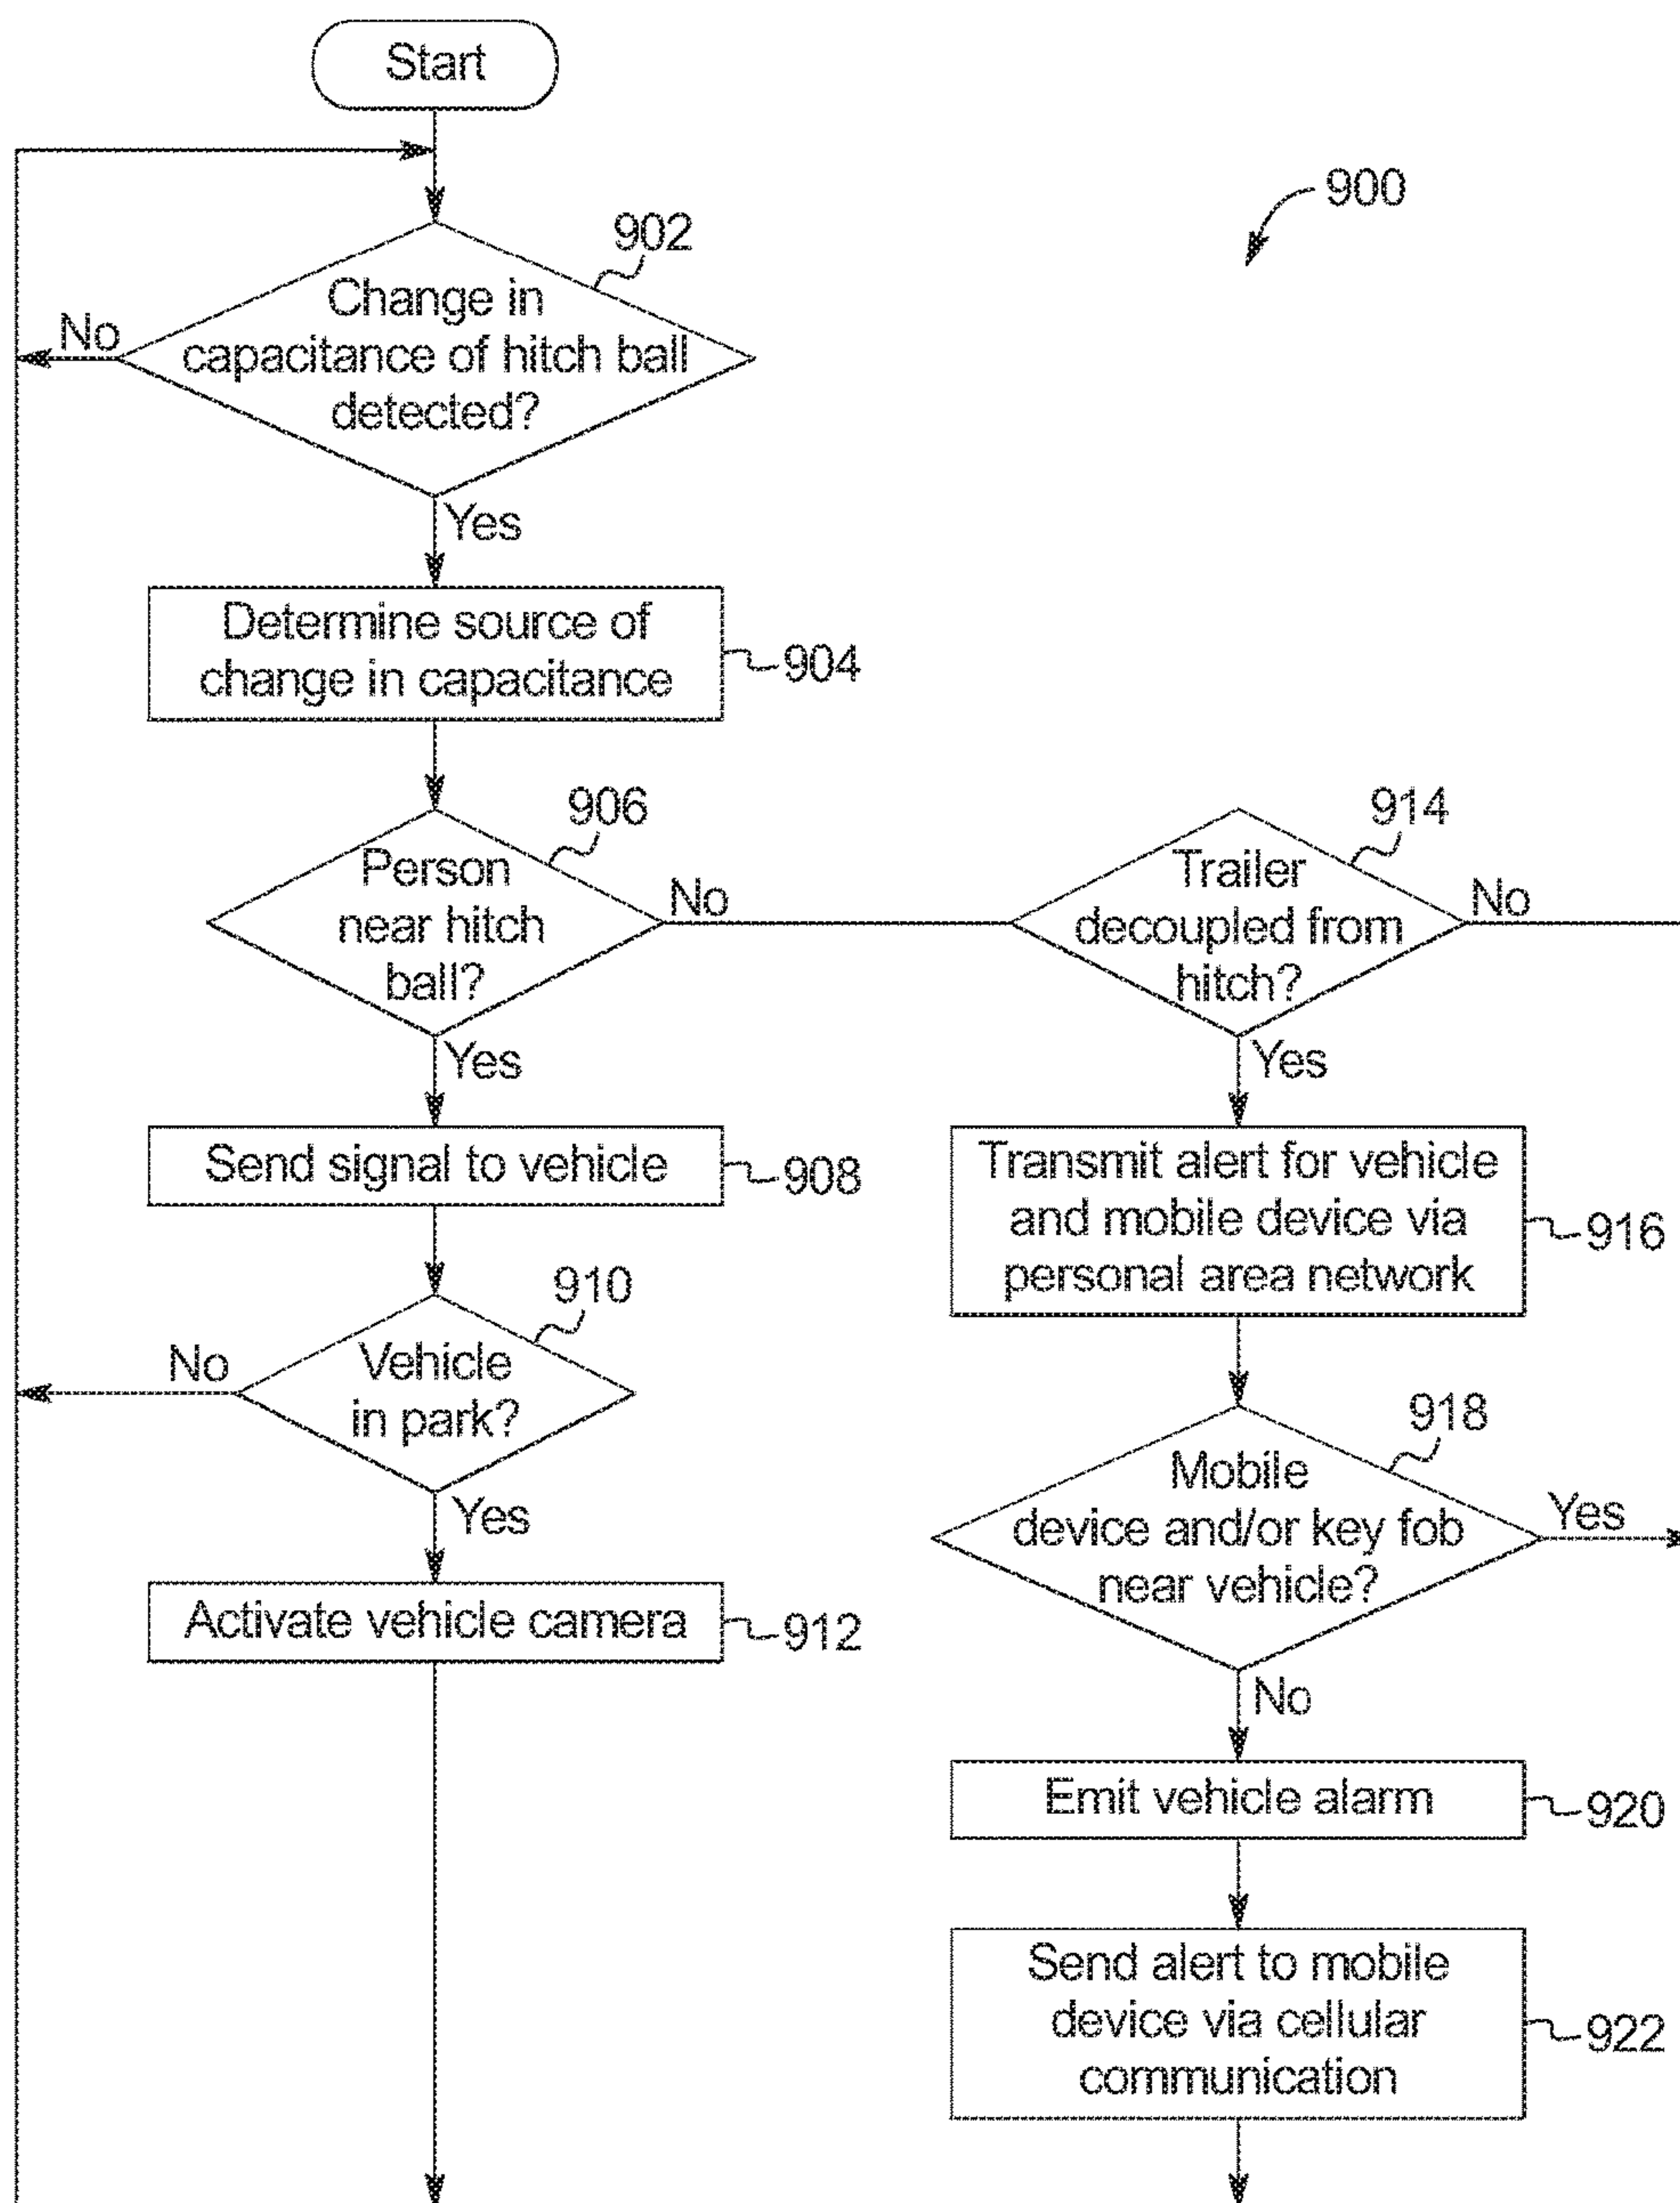 Start
900
902
Change in
capacitance of hitch ball
detected?
No
Yes
Determine source of
change in capacitance
904
906
Person
near hitch
ball?
No
Yes
914
Trailer
decoupled from
hitch?
No
Yes
Send signal to vehicle
908
Transmit alert for vehicle
and mobile device via
personal area network
916
910
Vehicle
in park?
No
Yes
918
Mobile
device and/or key fob
near vehicle?
Yes
No
Activate vehicle camera
912
Emit vehicle alarm
920
Send alert to mobile
device via cellular
communication
922